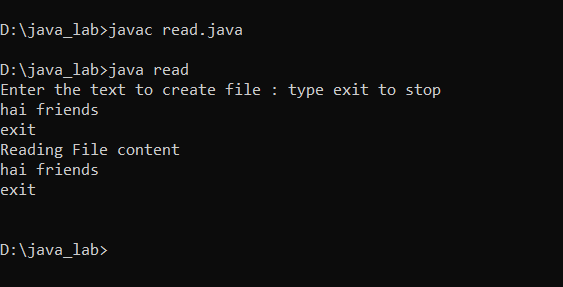 D:\java_lab>javac read.java
D:\java_lab>java read
Enter the text to create file : type exit to stop
hai friends
exit
Reading File content
hai friends
exit
D:\java_lab>